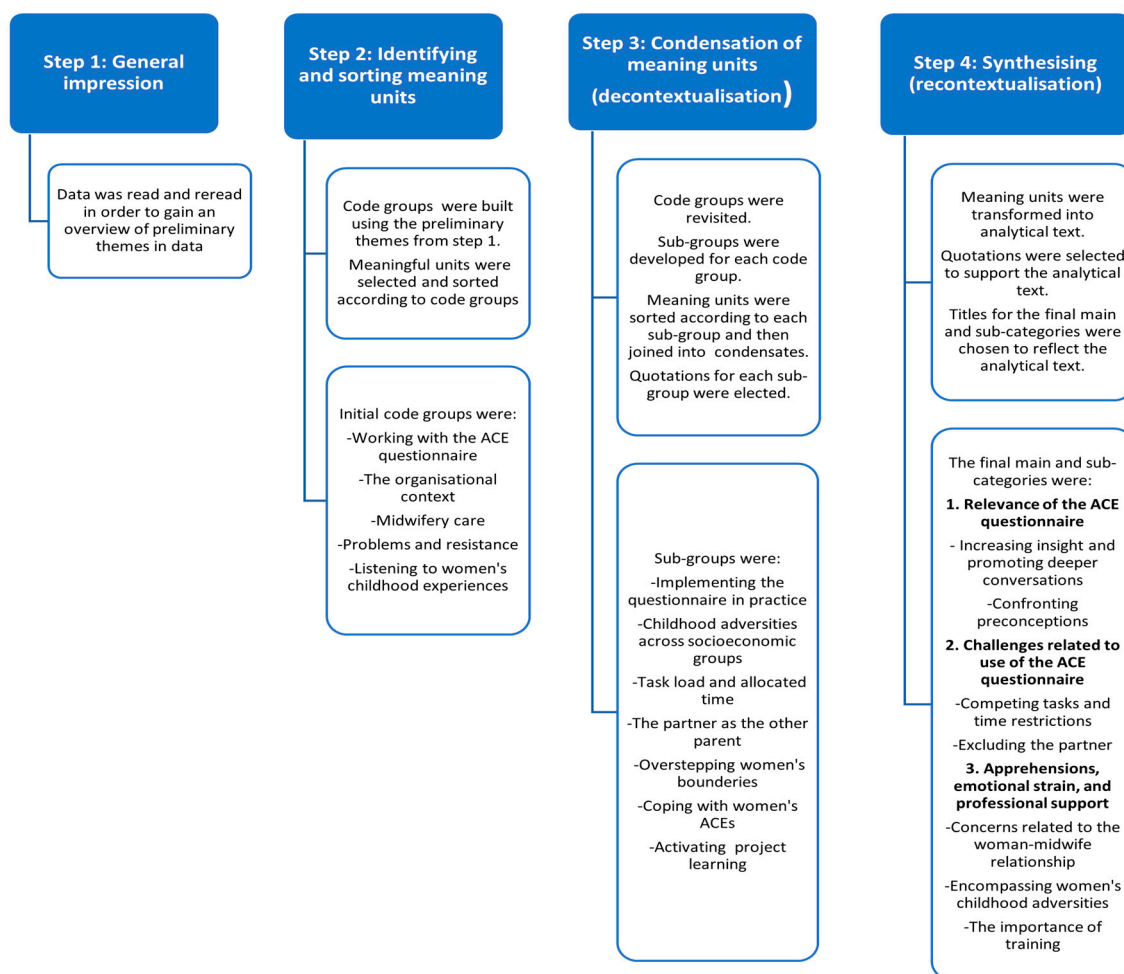 Step 1: General
impression
Data was read and reread
in order to gain an
overview of preliminary
themes in data
Step 2: Identifying
and sorting meaning
units
Code groups were built
using the preliminary
themes from step 1.
Meaningful units were
selected and sorted
according to code groups
Initial code groups were:
-Working with the ACE
questionnaire
-The organisational
context
-Midwifery care
-Problems and resistance
-Listening to women's
childhood experiences
Step 3: Condensation of
meaning units
(decontextualisation)
Code groups were
revisited.
Sub-groups were
developed for each code
group.
Meaning units were
sorted according to each
sub-group and then
joined into condensates.
Quotations for each sub-
group were elected.
Sub-groups were:
-Implementing the
questionnaire in practice
-Childhood adversities
across socioeconomic
groups
-Task load and allocated
time
-The partner as the other
parent
-Overstepping women's
bounderies
-Coping with women's
ACEs
-Activating project
learning
Step 4: Synthesising
(recontextualisation)
Meaning units were
transformed into
analytical text.
Quotations were selected
to support the analytical
text.
Titles for the final main
and sub-categories were
chosen to reflect the
analytical text.
The final main and sub-
categories were:
1. Relevance of the ACE
questionnaire
- Increasing insight and
promoting deeper
conversations
-Confronting
preconceptions
2. Challenges related to
use of the ACE
questionnaire
-Competing tasks and
time restrictions
-Excluding the partner
3. Apprehensions,
emotional strain, and
professional support
-Concerns related to the
woman-midwife
relationship
-Encompassing women's
childhood adversities
-The importance of
training